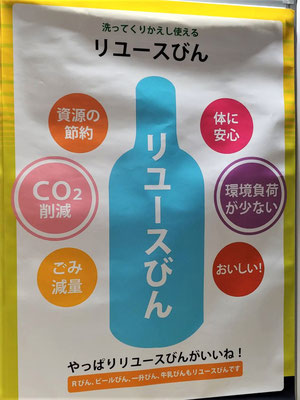 洗ってくりかえし使える
リユースびん
資源の
節約
体に
安心
CO₂
削減
リユースびん
環境負荷
が少ない
ごみ
減量
おいしい!
やっぱりリユースびんがいいね!
Rびん、ビールびん、一升びん、牛乳びんもリユースびんです